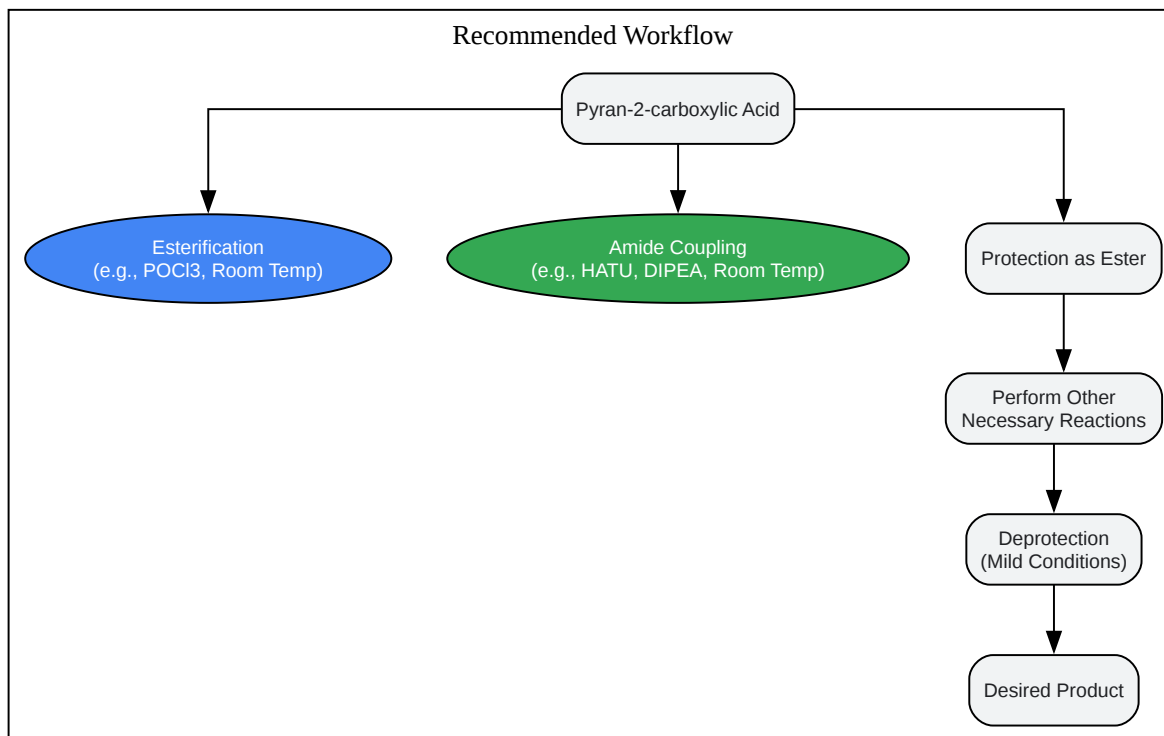 Recommended Workflow
Pyran-2-carboxylic Acid
Esterification
(e.g., POCl3, Room Temp)
Amide Coupling
(e.g., HATU, DIPEA, Room Temp)
Protection as Ester
Perform Other
Necessary Reactions
Deprotection
(Mild Conditions)
Desired Product